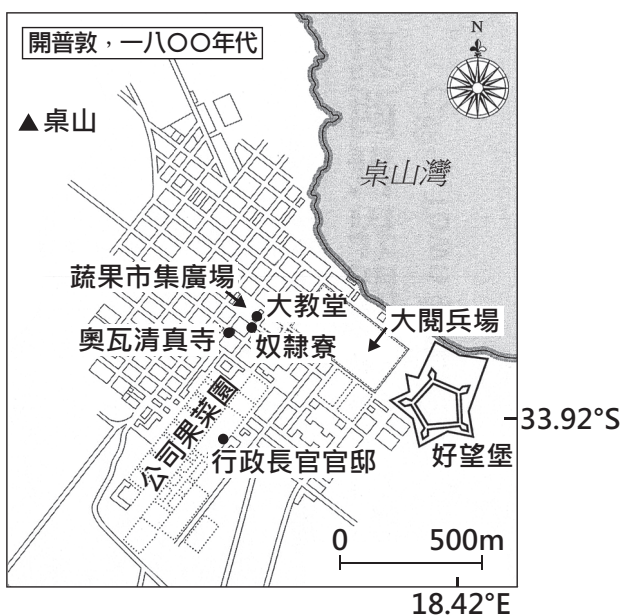 開普敦，一八〇〇年代
N
▲桌山
桌山灣
蔬果市集廣場
大教堂
大閱兵場
奧瓦清真寺
奴隸寮
公司果菜園
33.92°S
行政長官官邸
好望堡
0 500m
18.42°E